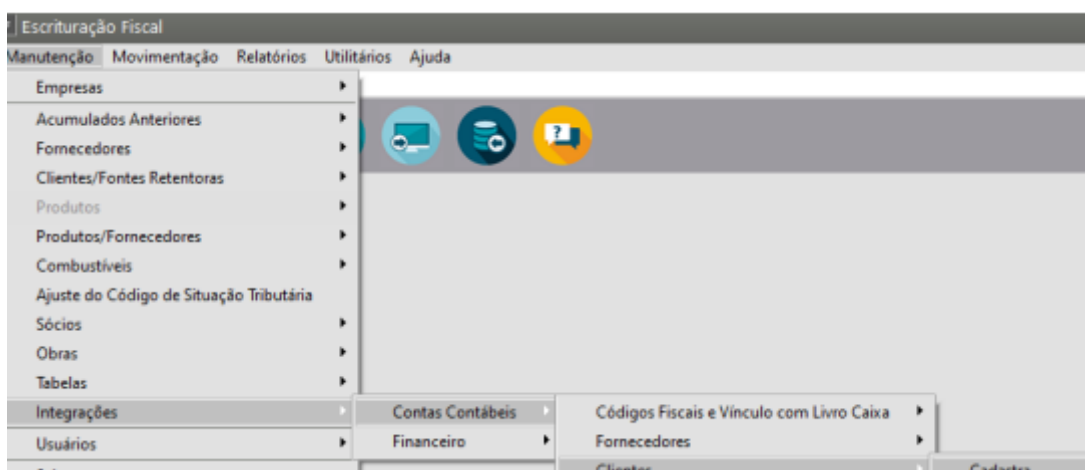 Escrituração Fiscal
Manutenção Movimentação Relatórios Utilitários Ajuda
Empresas
Acumulados Anteriores
Fornecedores
Clientes/Fontes Retentoras
Produtos
Produtos/Fornecedores
Combustíveis
Ajuste do Código de Situação Tributária
Sócios
Obras
Tabelas
Integrações Contas Contábeis Códigos Fiscais e Vínculo com Livro Caixa
Usuários Financeiro Fornecedores
Clientes Cadastra